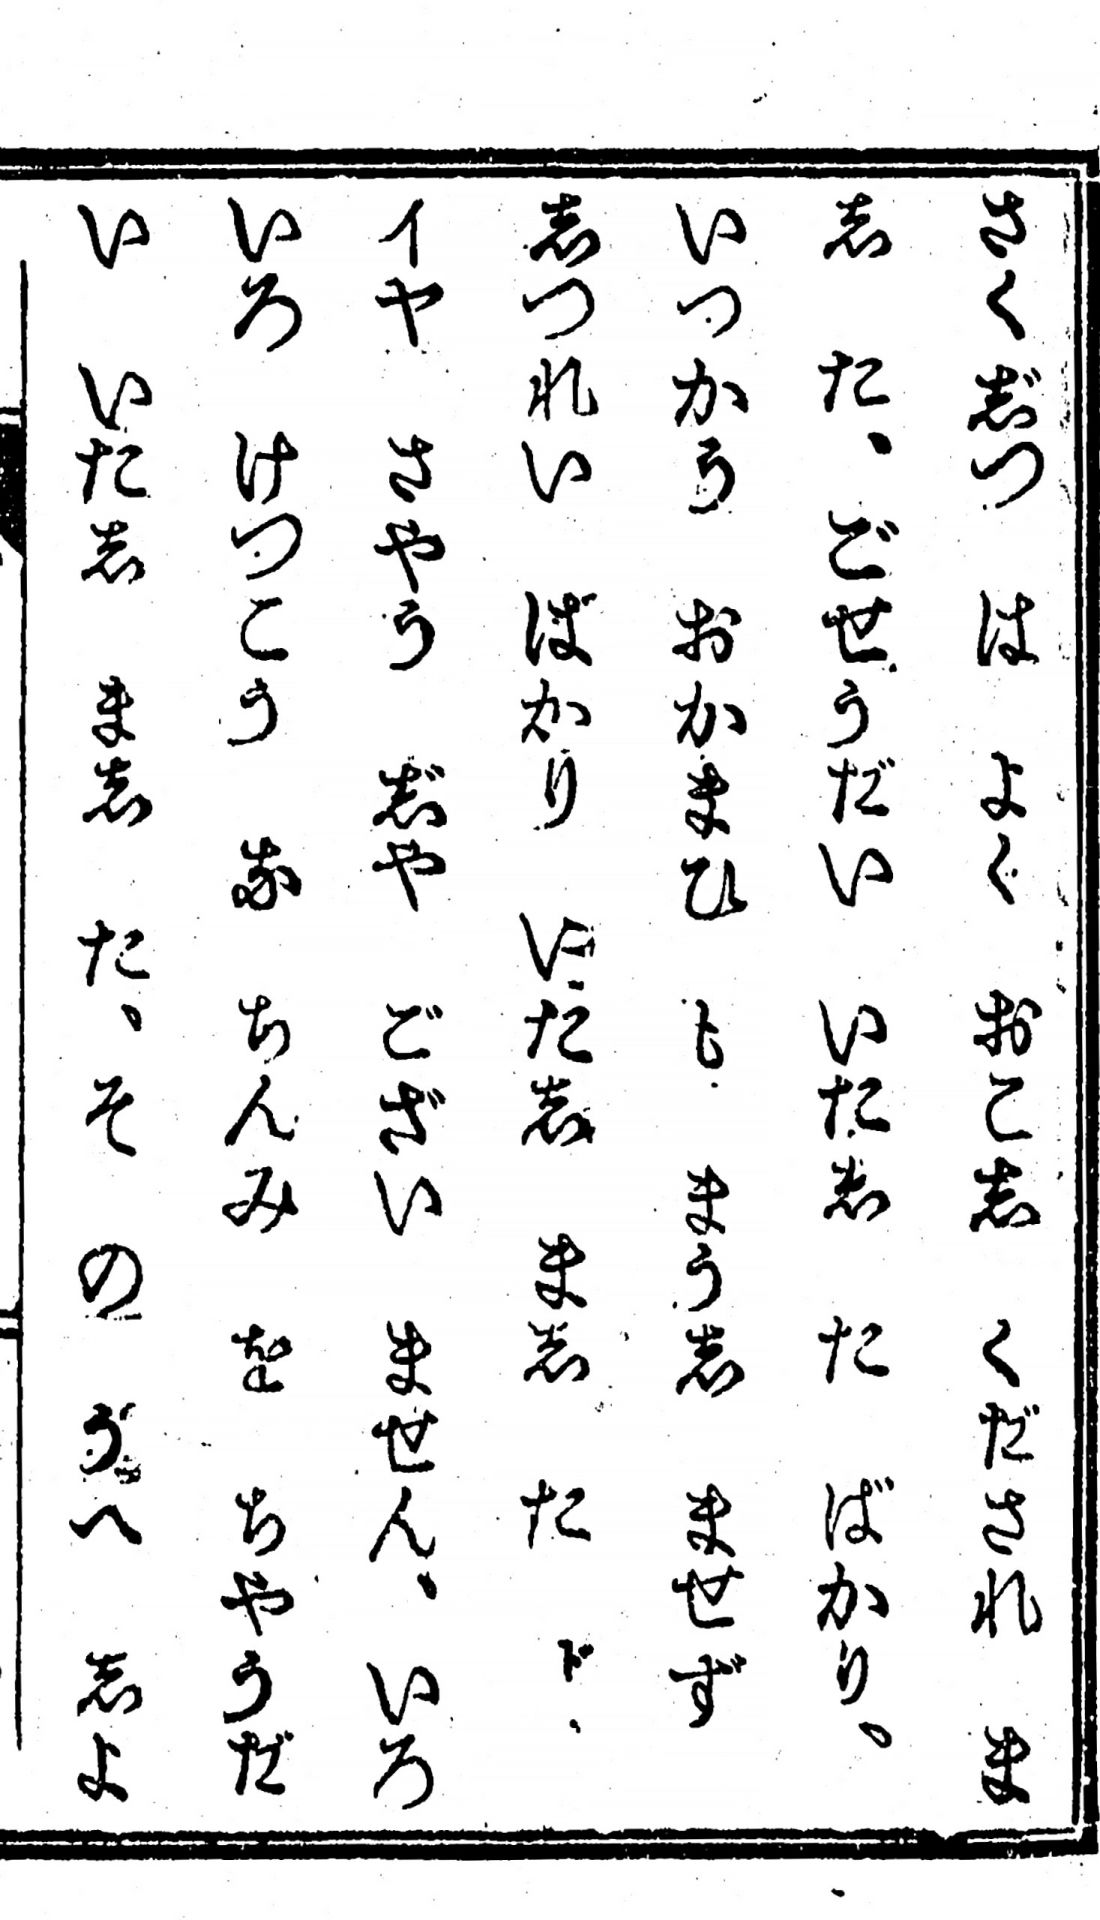 さくじつ　は　よく　おこし　くだされ　ま
し　た、ごせうだい　いたし　た　ばかり、
いつかう　おかまひ　も　まうし　ませず
しつれい　ばかり　いたし　まし　た　ド、
イヤ　さやう　じや　ござい　ません、いろ
いろ　けつこう　な　ちんみ　を　ちやうだ
い　いたし　まし　た、そ　の　うへ　しよ